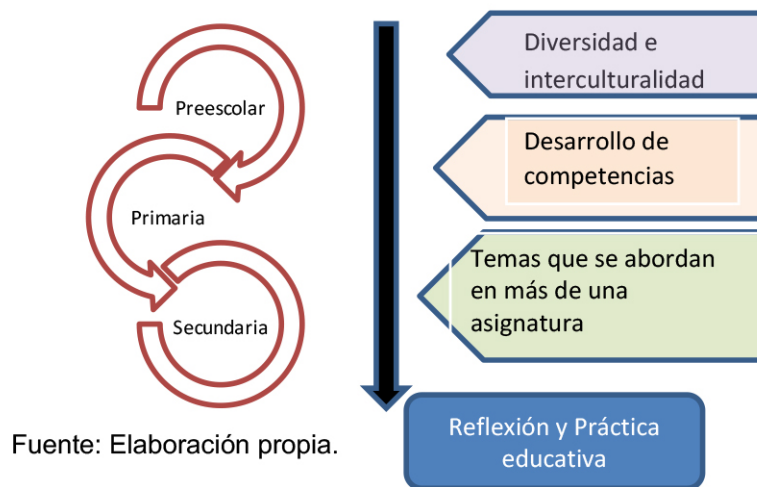 Preescolar
Primaria
Secundaria
Diversidad e
interculturalidad
Desarrollo de
competencias
Temas que se abordan
en más de una
asignatura
Reflexión y Práctica
educativa
Fuente: Elaboración propia.